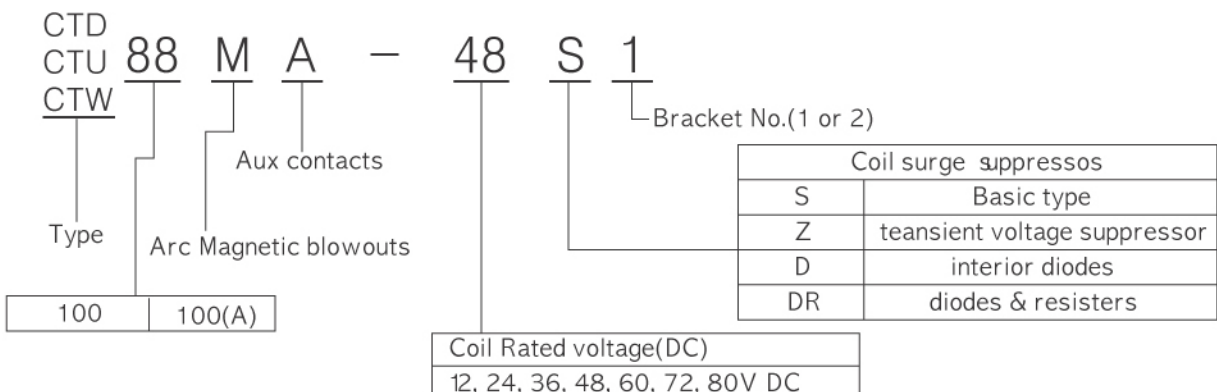 CTD
CTU 88 M A - 48 S 1
CTW
Bracket No.(1 or 2)
Aux contacts
Coil surge suppressos
S Basic type
Type
Z teansient voltage suppressor
Arc Magnetic blowouts
D interior diodes
DR diodes & resisters
100 100(A)
Coil Rated voltage(DC)
12, 24, 36, 48, 60, 72, 80V DC